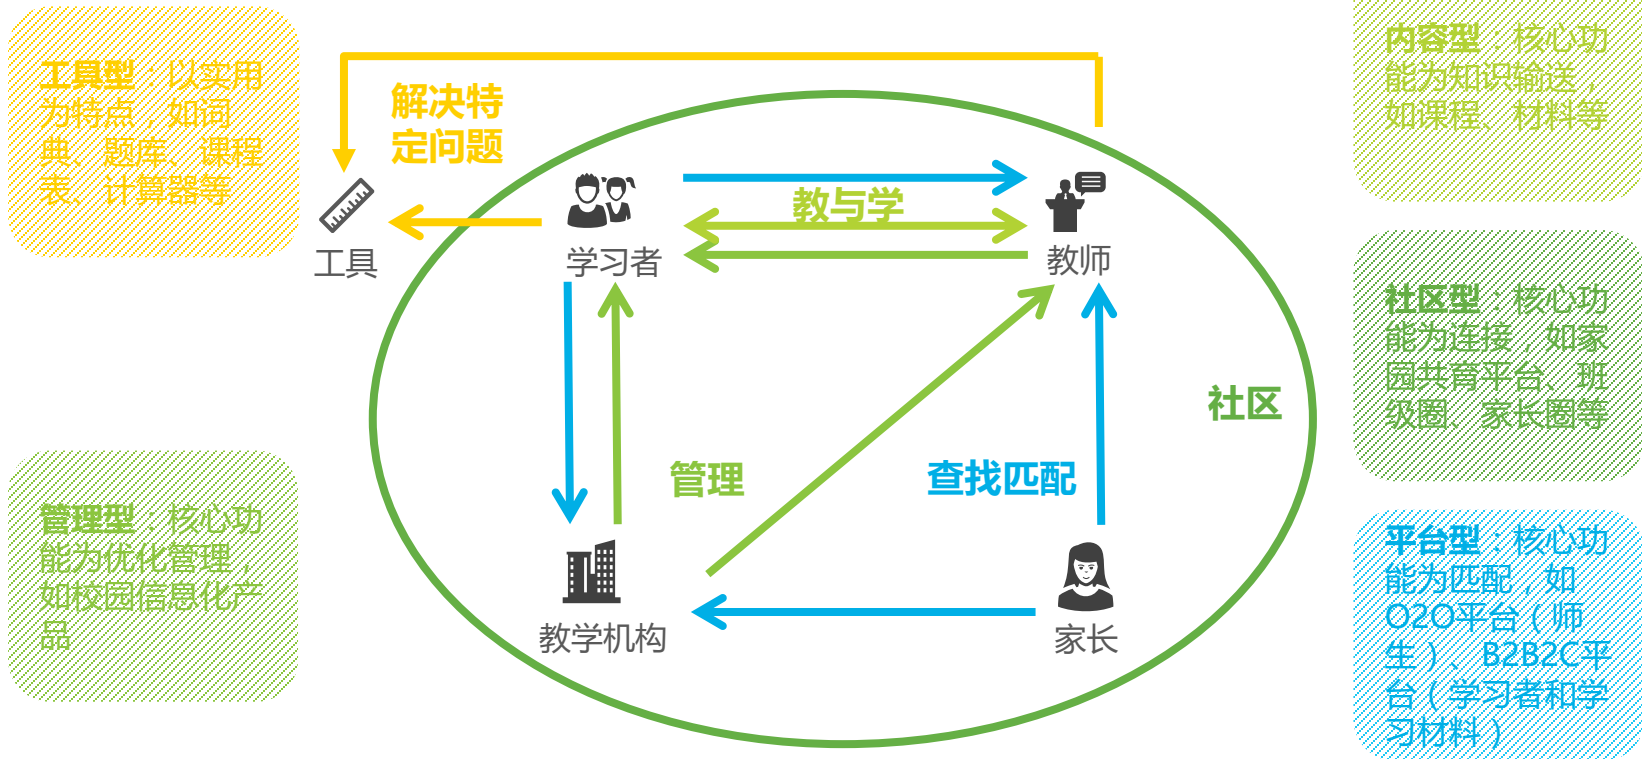 工具型：以实用
为特点，如词
典、题库、课程
表、计算器等
管理型：核心功
能为优化管理，
如校园信息化产
品
解决特
定问题
工具
学习者
教与学
教师
社区
管理
查找匹配
教学机构
家长
内容型：核心功
能为知识输送，
如课程、材料等
社区型：核心功
能为连接，如家
园共育平台、班
级圈、家长圈等
平台型：核心功
能为匹配，如
O2O平台（师
生）、B2B2C平
台（学习者和学
习材料）